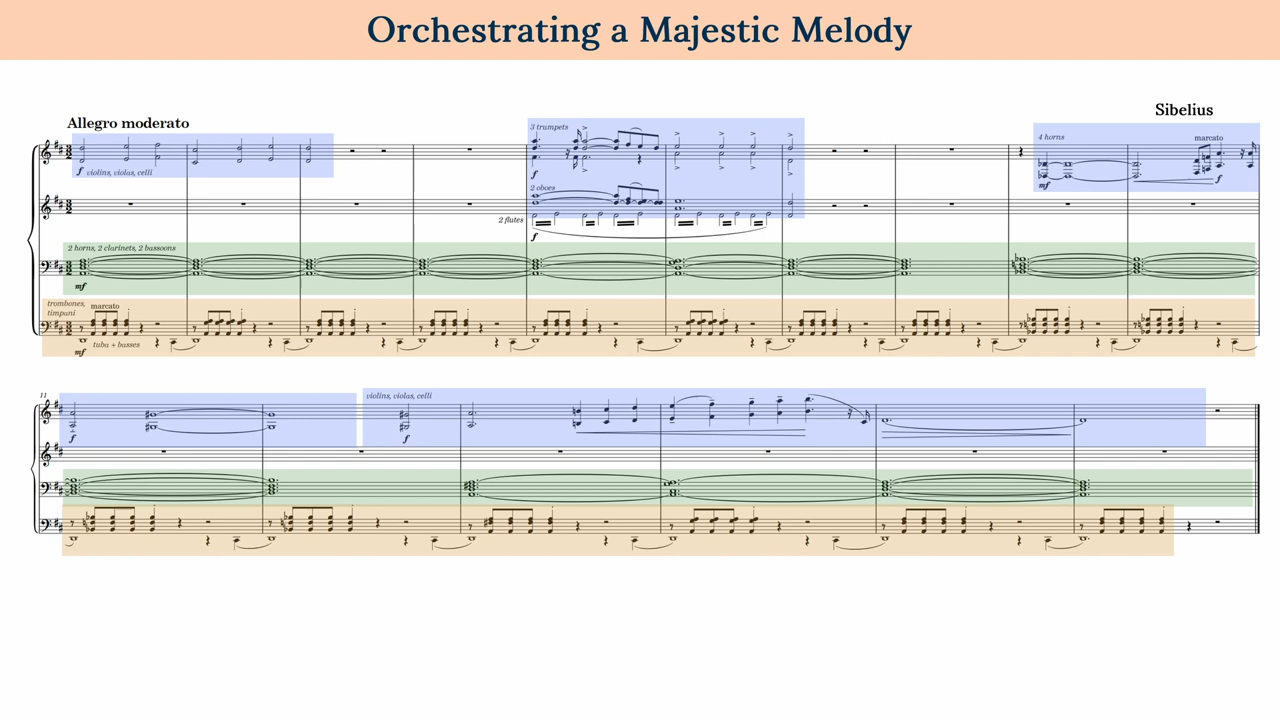 Orchestrating a Majestic Melody
Sibelius
Allegro moderato
3 trumpets
4 horns
marcato
f violins, violas, celli
f
mf
f
2 oboes
2 flutes
f
2 horns, 2 clarinets, 2 bassoons
mf
trombones,
timpani
marcato
tuba + basses
mf
11
violins, violas, celli
f
f